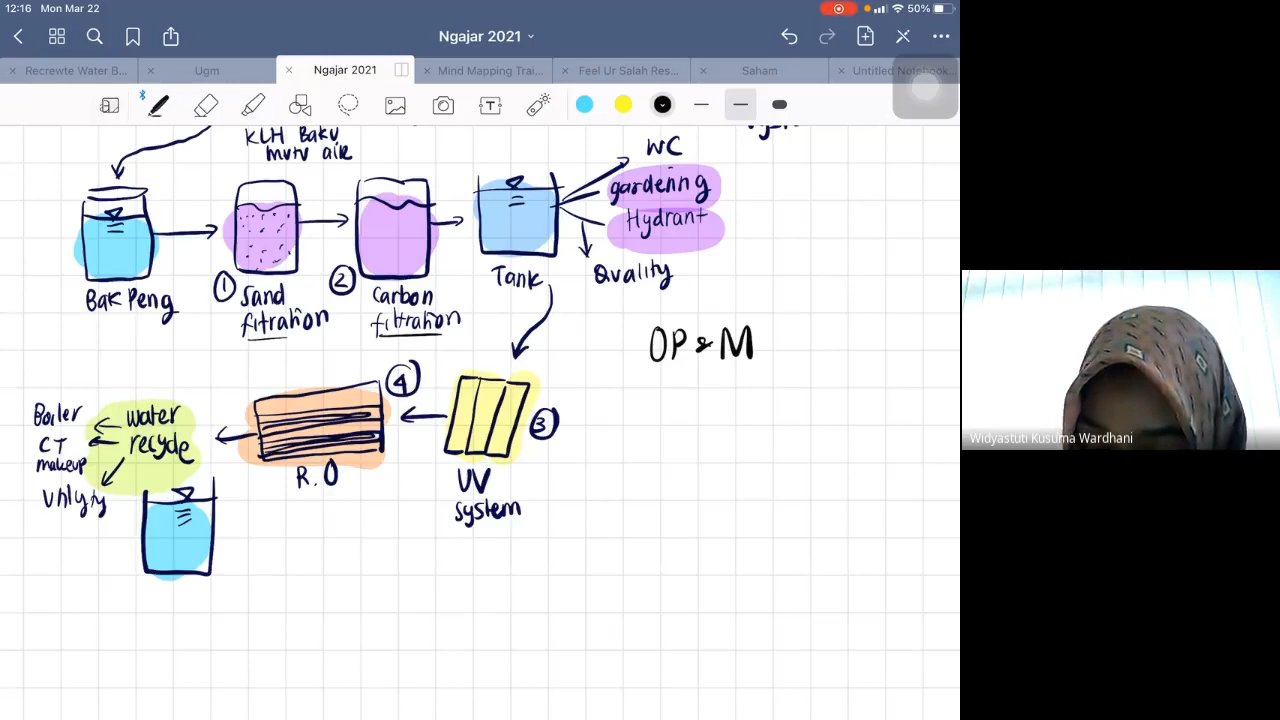 12:16 Mon Mar 22
50%
Ngajar 2021
Recrewte Water B...
Ugm
Ngajar 2021
Mind Mapping Trai...
Feel Ur Salah Res...
Saham
Untitled Notebook...
KLH Baku
mutu air
WC
gardening
Hydrant
Quality
Bak Peng
1
Sand
filtration
2
Carbon
filtration
Tank
OP & M
4
3
Boiler
CT
makeup
water
recycle
R.O
UV
system
Widyastuti Kusuma Wardhani